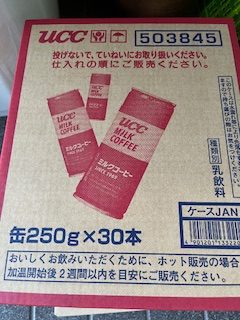 UCC
503845
投げないで、ていねいにお取り扱いください。
仕入れの順にご販売ください。
UCC
MILK
COFFEE
ミルクコーヒー
SINCE 1969
UCC
MILK
COFFEE
ミルクコーヒー
種類別 乳飲料
ケースJAN
缶250g×30本
おいしくお飲みいただくために、ホット販売の場合
加温開始後2週間以内を目安にご販売ください。